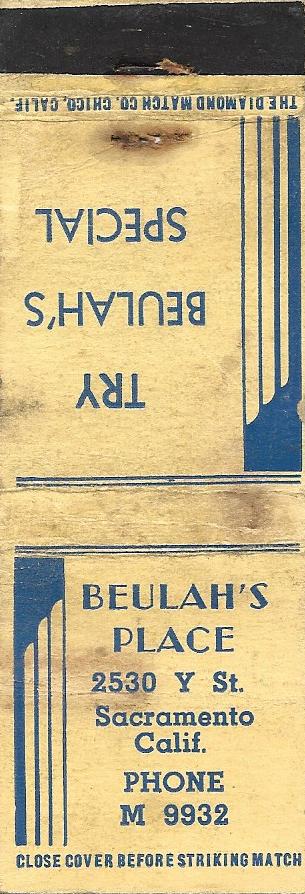 THE DIAMOND MATCH CO. CHICO, CALIF.
TRY
BEULAH'S
SPECIAL
BEULAH'S
PLACE
2530 Y St.
Sacramento
Calif.
PHONE
M 9932
CLOSE COVER BEFORE STRIKING MATCH